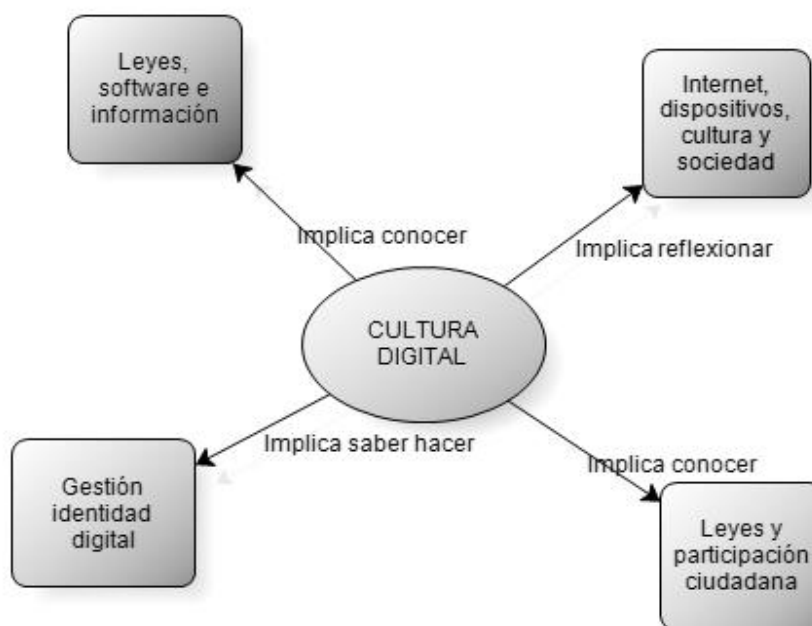 Leyes,
software e
información
Internet,
dispositivos,
cultura y
sociedad
Implica conocer
Implica reflexionar
CULTURA
DIGITAL
Implica saber hacer
Implica conocer
Gestión
identidad
digital
Leyes y
participación
ciudadana